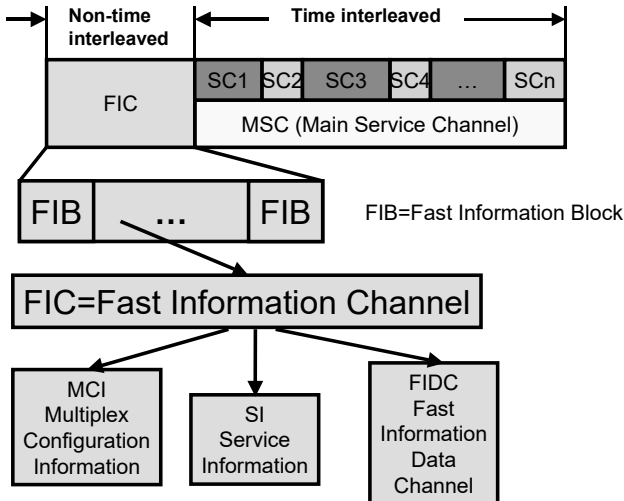 Non-time
interleaved
Time interleaved
FIC
SC1 SC2 SC3 SC4 ... SCn
MSC (Main Service Channel)
FIB ... FIB
FIB=Fast Information Block
FIC=Fast Information Channel
MCI
Multiplex
Configuration
Information
SI
Service
Information
FIDC
Fast
Information
Data
Channel